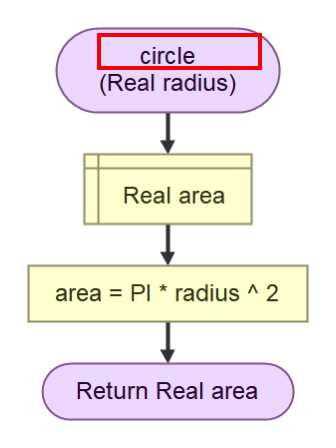 circle
(Real radius)
Real area
area = PI * radius ^ 2
Return Real area